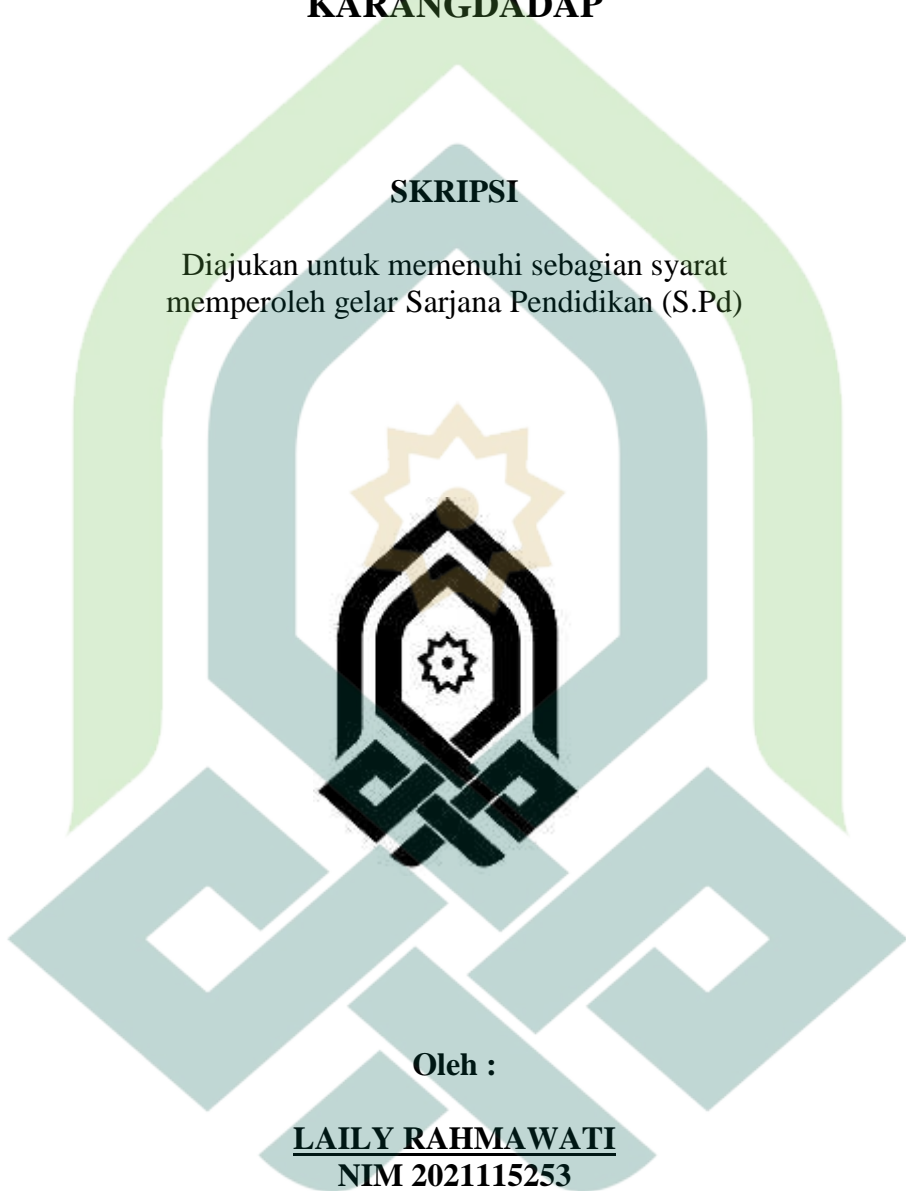 KARANGDADAP
SKRIPSI
Diajukan untuk memenuhi sebagian syarat
memperoleh gelar Sarjana Pendidikan (S.Pd)
Oleh :
LAILY RAHMAWATI
NIM 2021115253